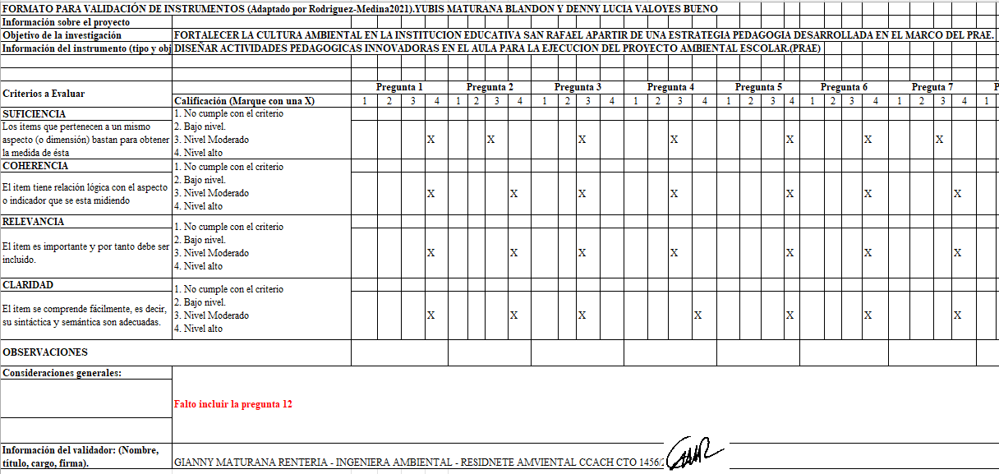 FORMATO PARA VALIDACIÓN DE INSTRUMENTOS (Adaptado por Rodriguez-Medina2021).YUBIS MATURANA BLANDON Y DENNY LUCIA VALOYES BUENO
Información sobre el proyecto
Objetivo de la investigación FORTALECER LA CULTURA AMBIENTAL EN LA INSTITUCION EDUCATIVA SAN RAFAEL APARTIR DE UNA ESTRATEGIA PEDAGOGIA DESARROLLADA EN EL MARCO DEL PRAE.
Información del instrumento (tipo y obj DISEÑAR ACTIVIDADES PEDAGOGICAS INNOVADORAS EN EL AULA PARA LA EJECUCION DEL PROYECTO AMBIENTAL ESCOLAR.(PRAE)
Criterios a Evaluar
Pregunta 1 Pregunta 2 Pregunta 3 Pregunta 4 Pregunta 5 Pregunta 6 Preguta 7 P
Calificación (Marque con una X) 1 2 3 4 1 2 3 4 1 2 3 4 1 2 3 4 1 2 3 4 1 2 3 4 1 2 3 4 1
SUFICIENCIA
Los ítems que pertenecen a un mismo
aspecto (o dimensión) bastan para obtener
la medida de ésta
1. No cumple con el criterio
2. Bajo nivel.
3. Nivel Moderado
4. Nivel alto
X X X X X X X
COHERENCIA
El item tiene relación lógica con el aspecto
o indicador que se esta midiendo
1. No cumple con el criterio
2. Bajo nivel.
3. Nivel Moderado
4. Nivel alto
X X X X X X X
RELEVANCIA
El item es importante y por tanto debe ser
incluido.
1. No cumple con el criterio
2. Bajo nivel.
3. Nivel Moderado
4. Nivel alto
X X X X X X X
CLARIDAD
El ítem se comprende fácilmente, es decir,
su sintáctica y semántica son adecuadas.
1. No cumple con el criterio
2. Bajo nivel.
3. Nivel Moderado
4. Nivel alto
X X X X X X X
OBSERVACIONES
Consideraciones generales:
Falto incluir la pregunta 12
Información del validador: (Nombre,
título, cargo, firma).
GIANNY MATURANA RENTERIA - INGENIERA AMBIENTAL - RESIDNETE AMVIENTAL CCACH CTO 1456/2